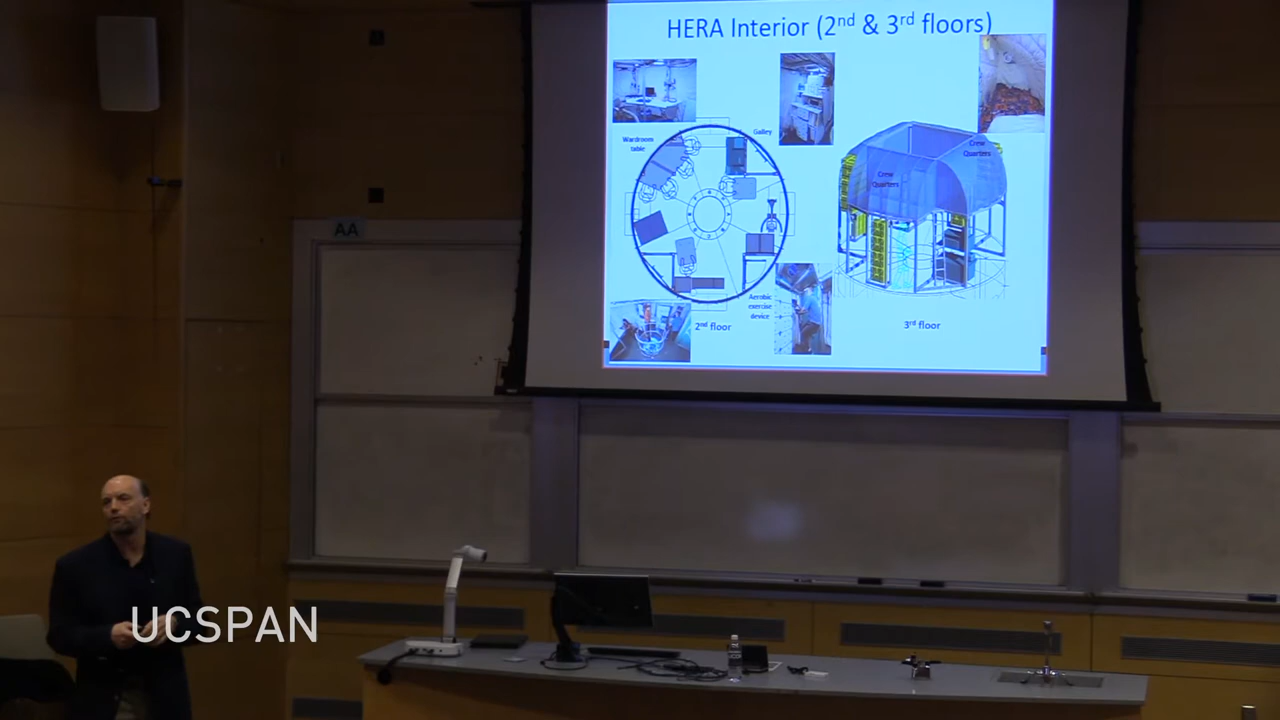 HERA Interior (2nd & 3rd floors)
Wardroom
table
Galley
Crew
Quarters
Crew
Quarters
Aerobic
exercise
device
2nd floor
3rd floor
AA
UCSPAN